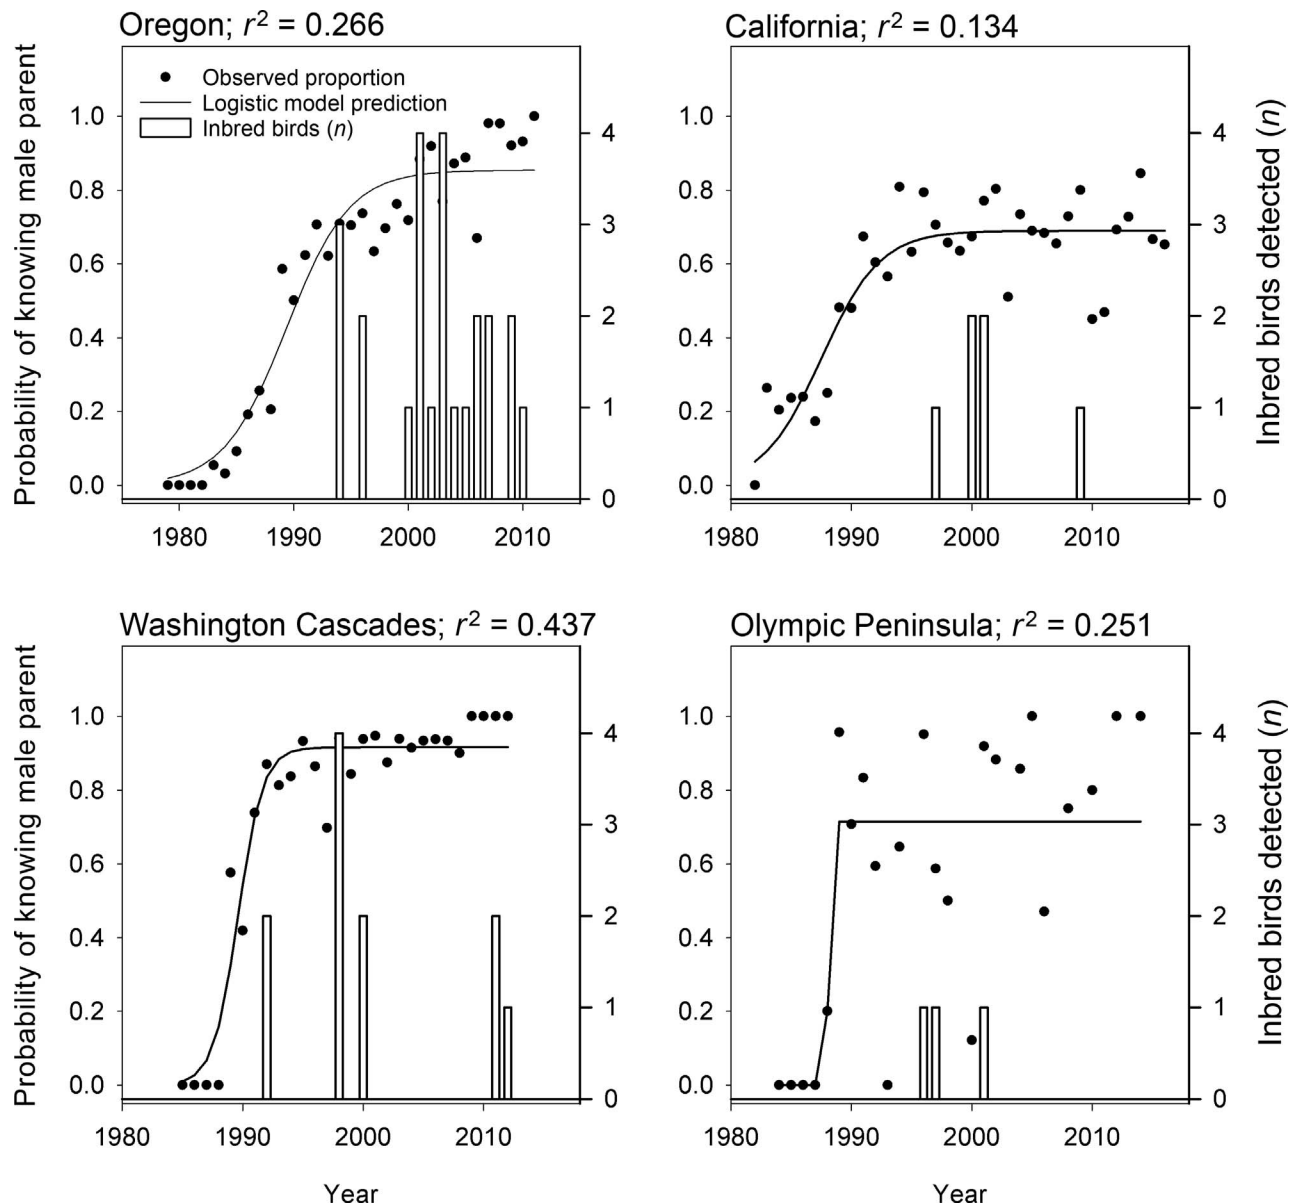 Oregon; r² = 0.266
California; r² = 0.134
Observed proportion
Logistic model prediction
Inbred birds (n)
Probability of knowing male parent
1.0
0.8
0.6
0.4
0.2
0.0
4
3
2
1
0
1980 1990 2000 2010
1.0
0.8
0.6
0.4
0.2
0.0
4
3
2
1
0
Inbred birds detected (n)
1980 1990 2000 2010
Washington Cascades; r² = 0.437
Olympic Peninsula; r² = 0.251
Probability of knowing male parent
1.0
0.8
0.6
0.4
0.2
0.0
4
3
2
1
0
1980 1990 2000 2010
Year
1.0
0.8
0.6
0.4
0.2
0.0
4
3
2
1
0
Inbred birds detected (n)
1980 1990 2000 2010
Year